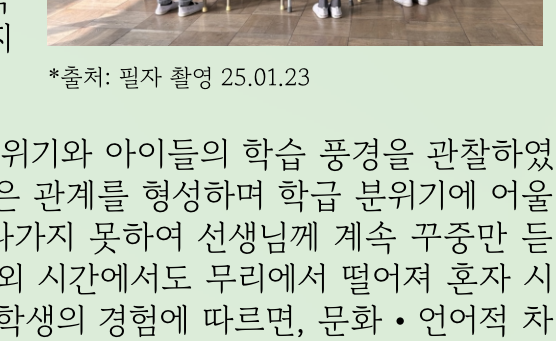 지
*출처: 필자 촬영 25.01.23
위기와 아이들의 학습 풍경을 관찰하였
은 관계를 형성하며 학급 분위기에 어울
나가지 못하여 선생님께 계속 꾸중만 듣
외 시간에서도 무리에서 떨어져 혼자 시
학생의 경험에 따르면, 문화 • 언어적 차